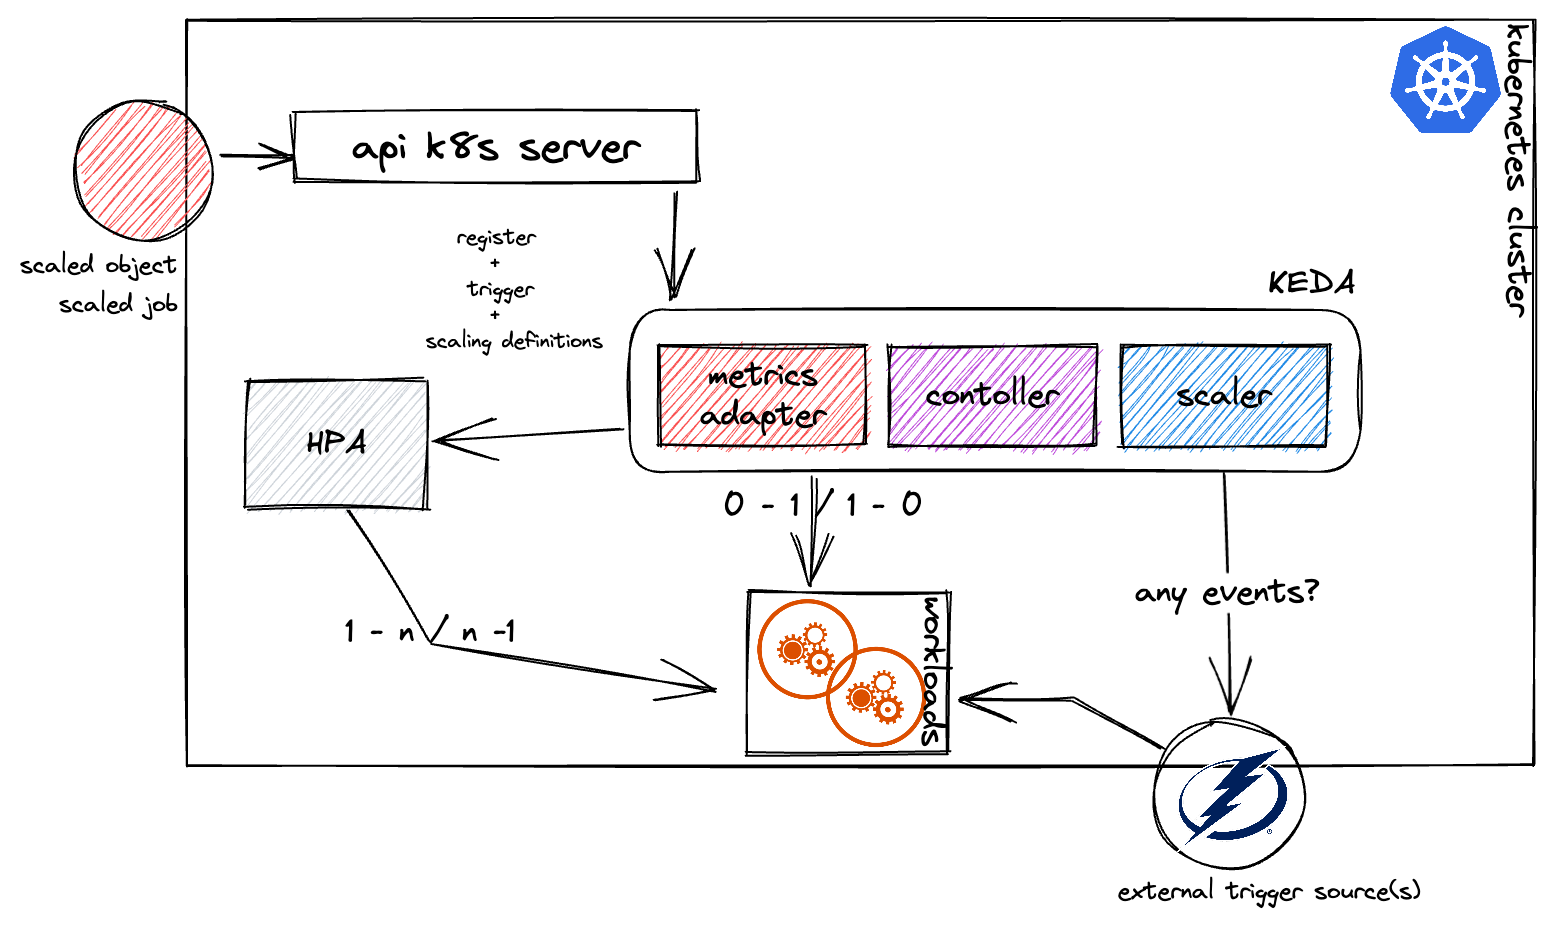 kubernetes cluster
api k8s server
scaled object
scaled job
register
+
trigger
+
scaling definitions
KEDA
metrics
adapter
contoller
scaler
HPA
0 - 1 / 1 - 0
any events?
1 - n / n -1
workloads
external trigger source(s)
®